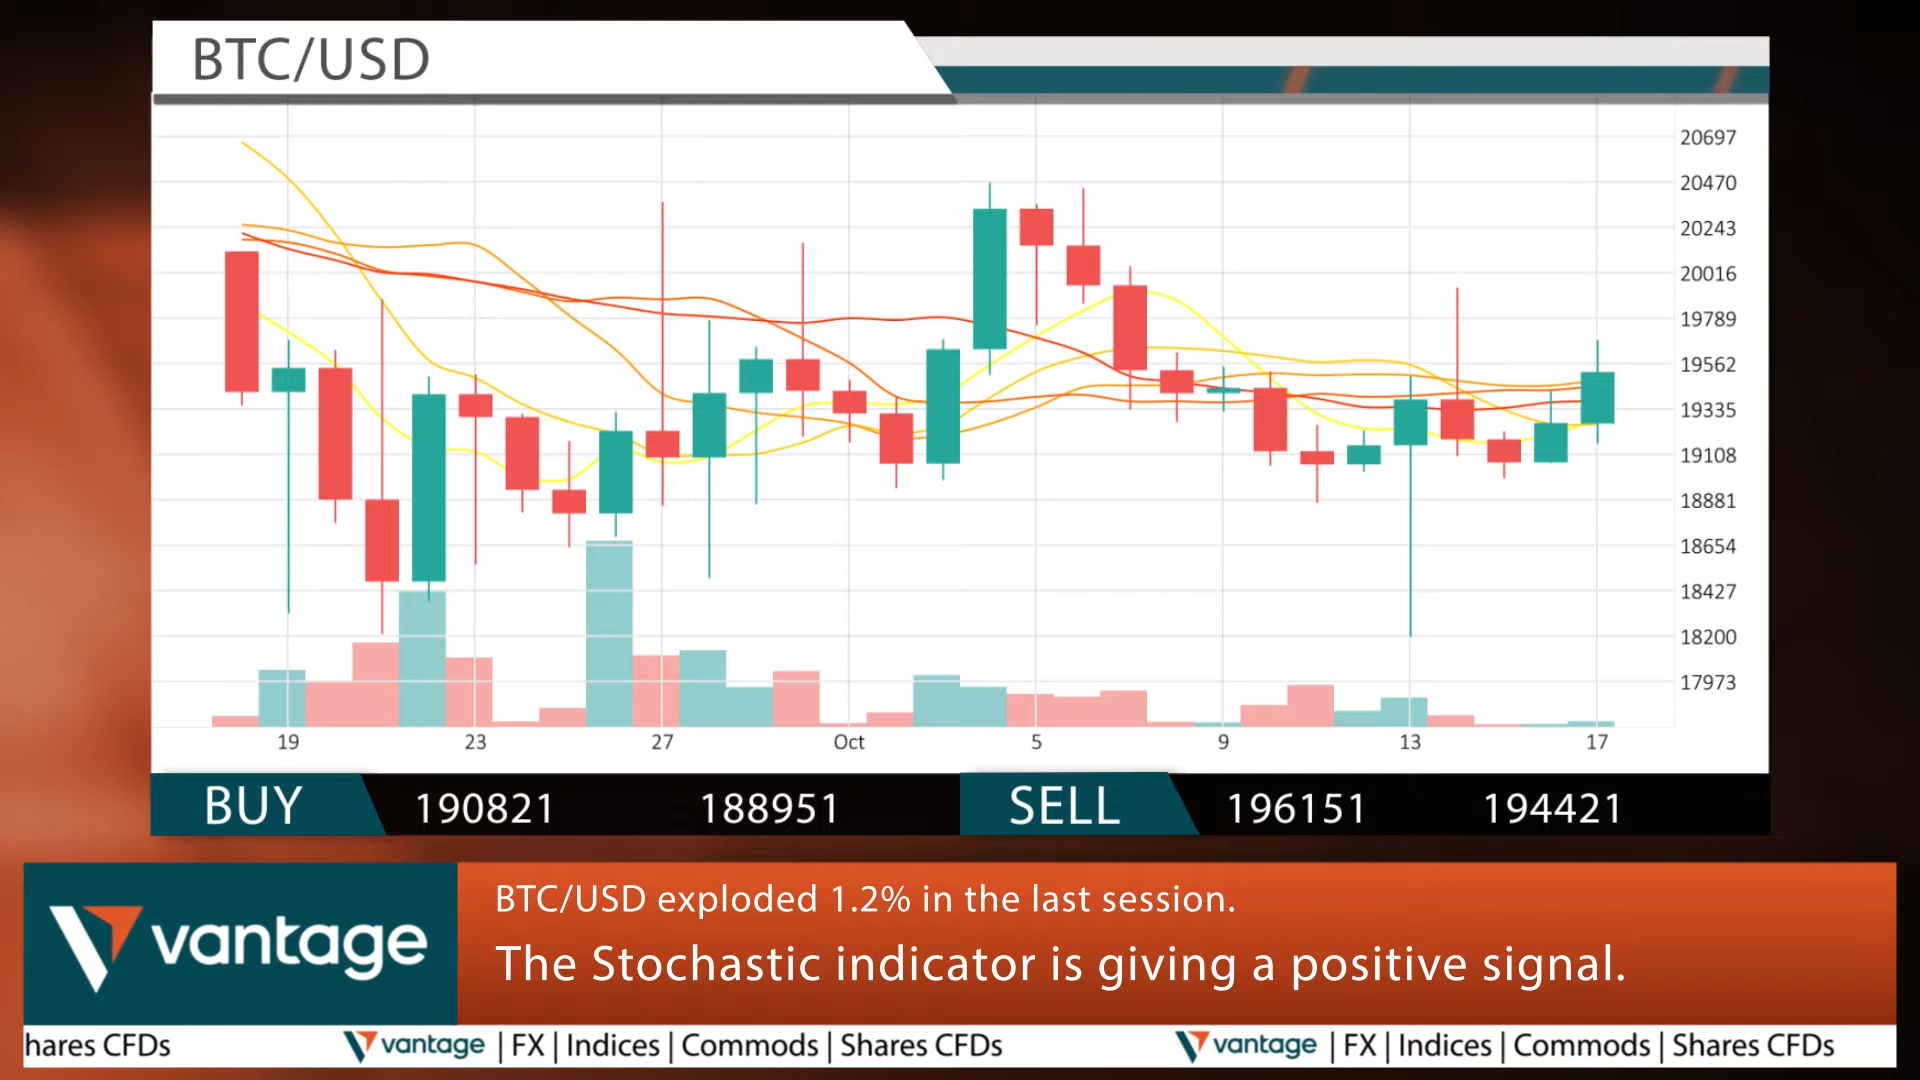 BTC/USD
20697
20470
20243
20016
19789
19562
19335
19108
18881
18654
18427
18200
17973
19 23 27 Oct 5 9 13 17
BUY 190821 188951 SELL 196151 194421
vantage
BTC/USD exploded 1.2% in the last session.
The Stochastic indicator is giving a positive signal.
hares CFDs vantage | FX | Indices | Commods | Shares CFDs vantage | FX | Indices | Commods | Shares CFDs